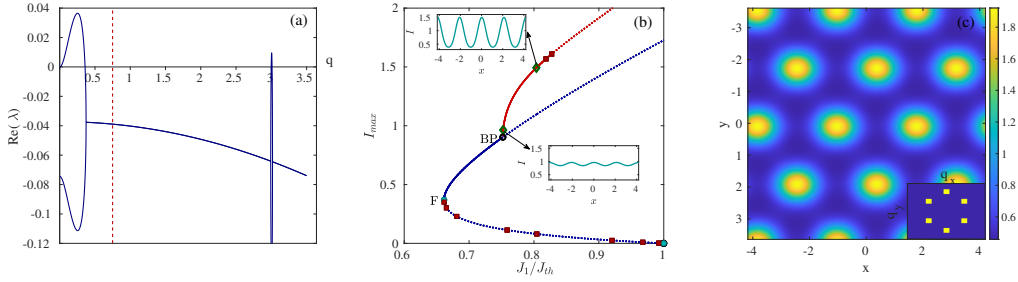 (a)
0.04
0.02
0
-0.02
-0.04
-0.06
-0.08
-0.1
-0.12
Re( λ)
0.5 1 1.5 2 2.5 3.0 3.5
q
(b)
2
1.5
1
0.5
0
I_max
0.6 0.7 0.8 0.9 1
J_1/J_th
BP
F
1.5
1
0.5
I
-4 -2 0 2 4
x
1.5
1
0.5
I
-4 -2 0 2 4
x
(c)
-3
-2
-1
0
1
2
3
y
-4 -2 0 2 4
x
q_x
q_y
1.8
1.6
1.4
1.2
1
0.8
0.6